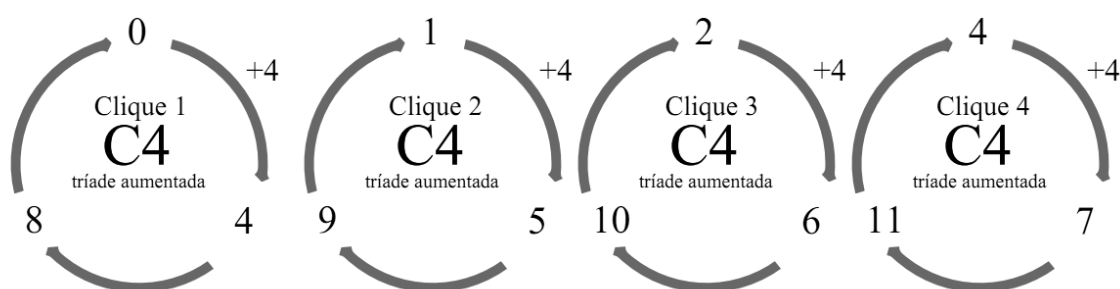 0
+4
Clique 1
C4
tríade aumentada
8
4
1
+4
Clique 2
C4
tríade aumentada
9
5
2
+4
Clique 3
C4
tríade aumentada
10
6
4
+4
Clique 4
C4
tríade aumentada
11
7